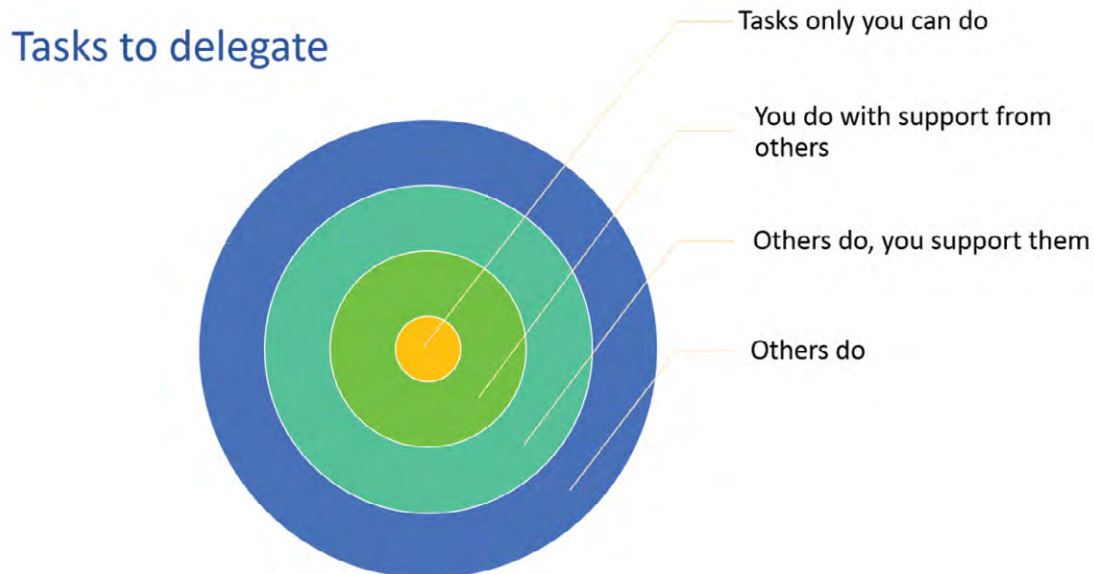 Tasks to delegate
Tasks only you can do
You do with support from
others
Others do, you support them
Others do